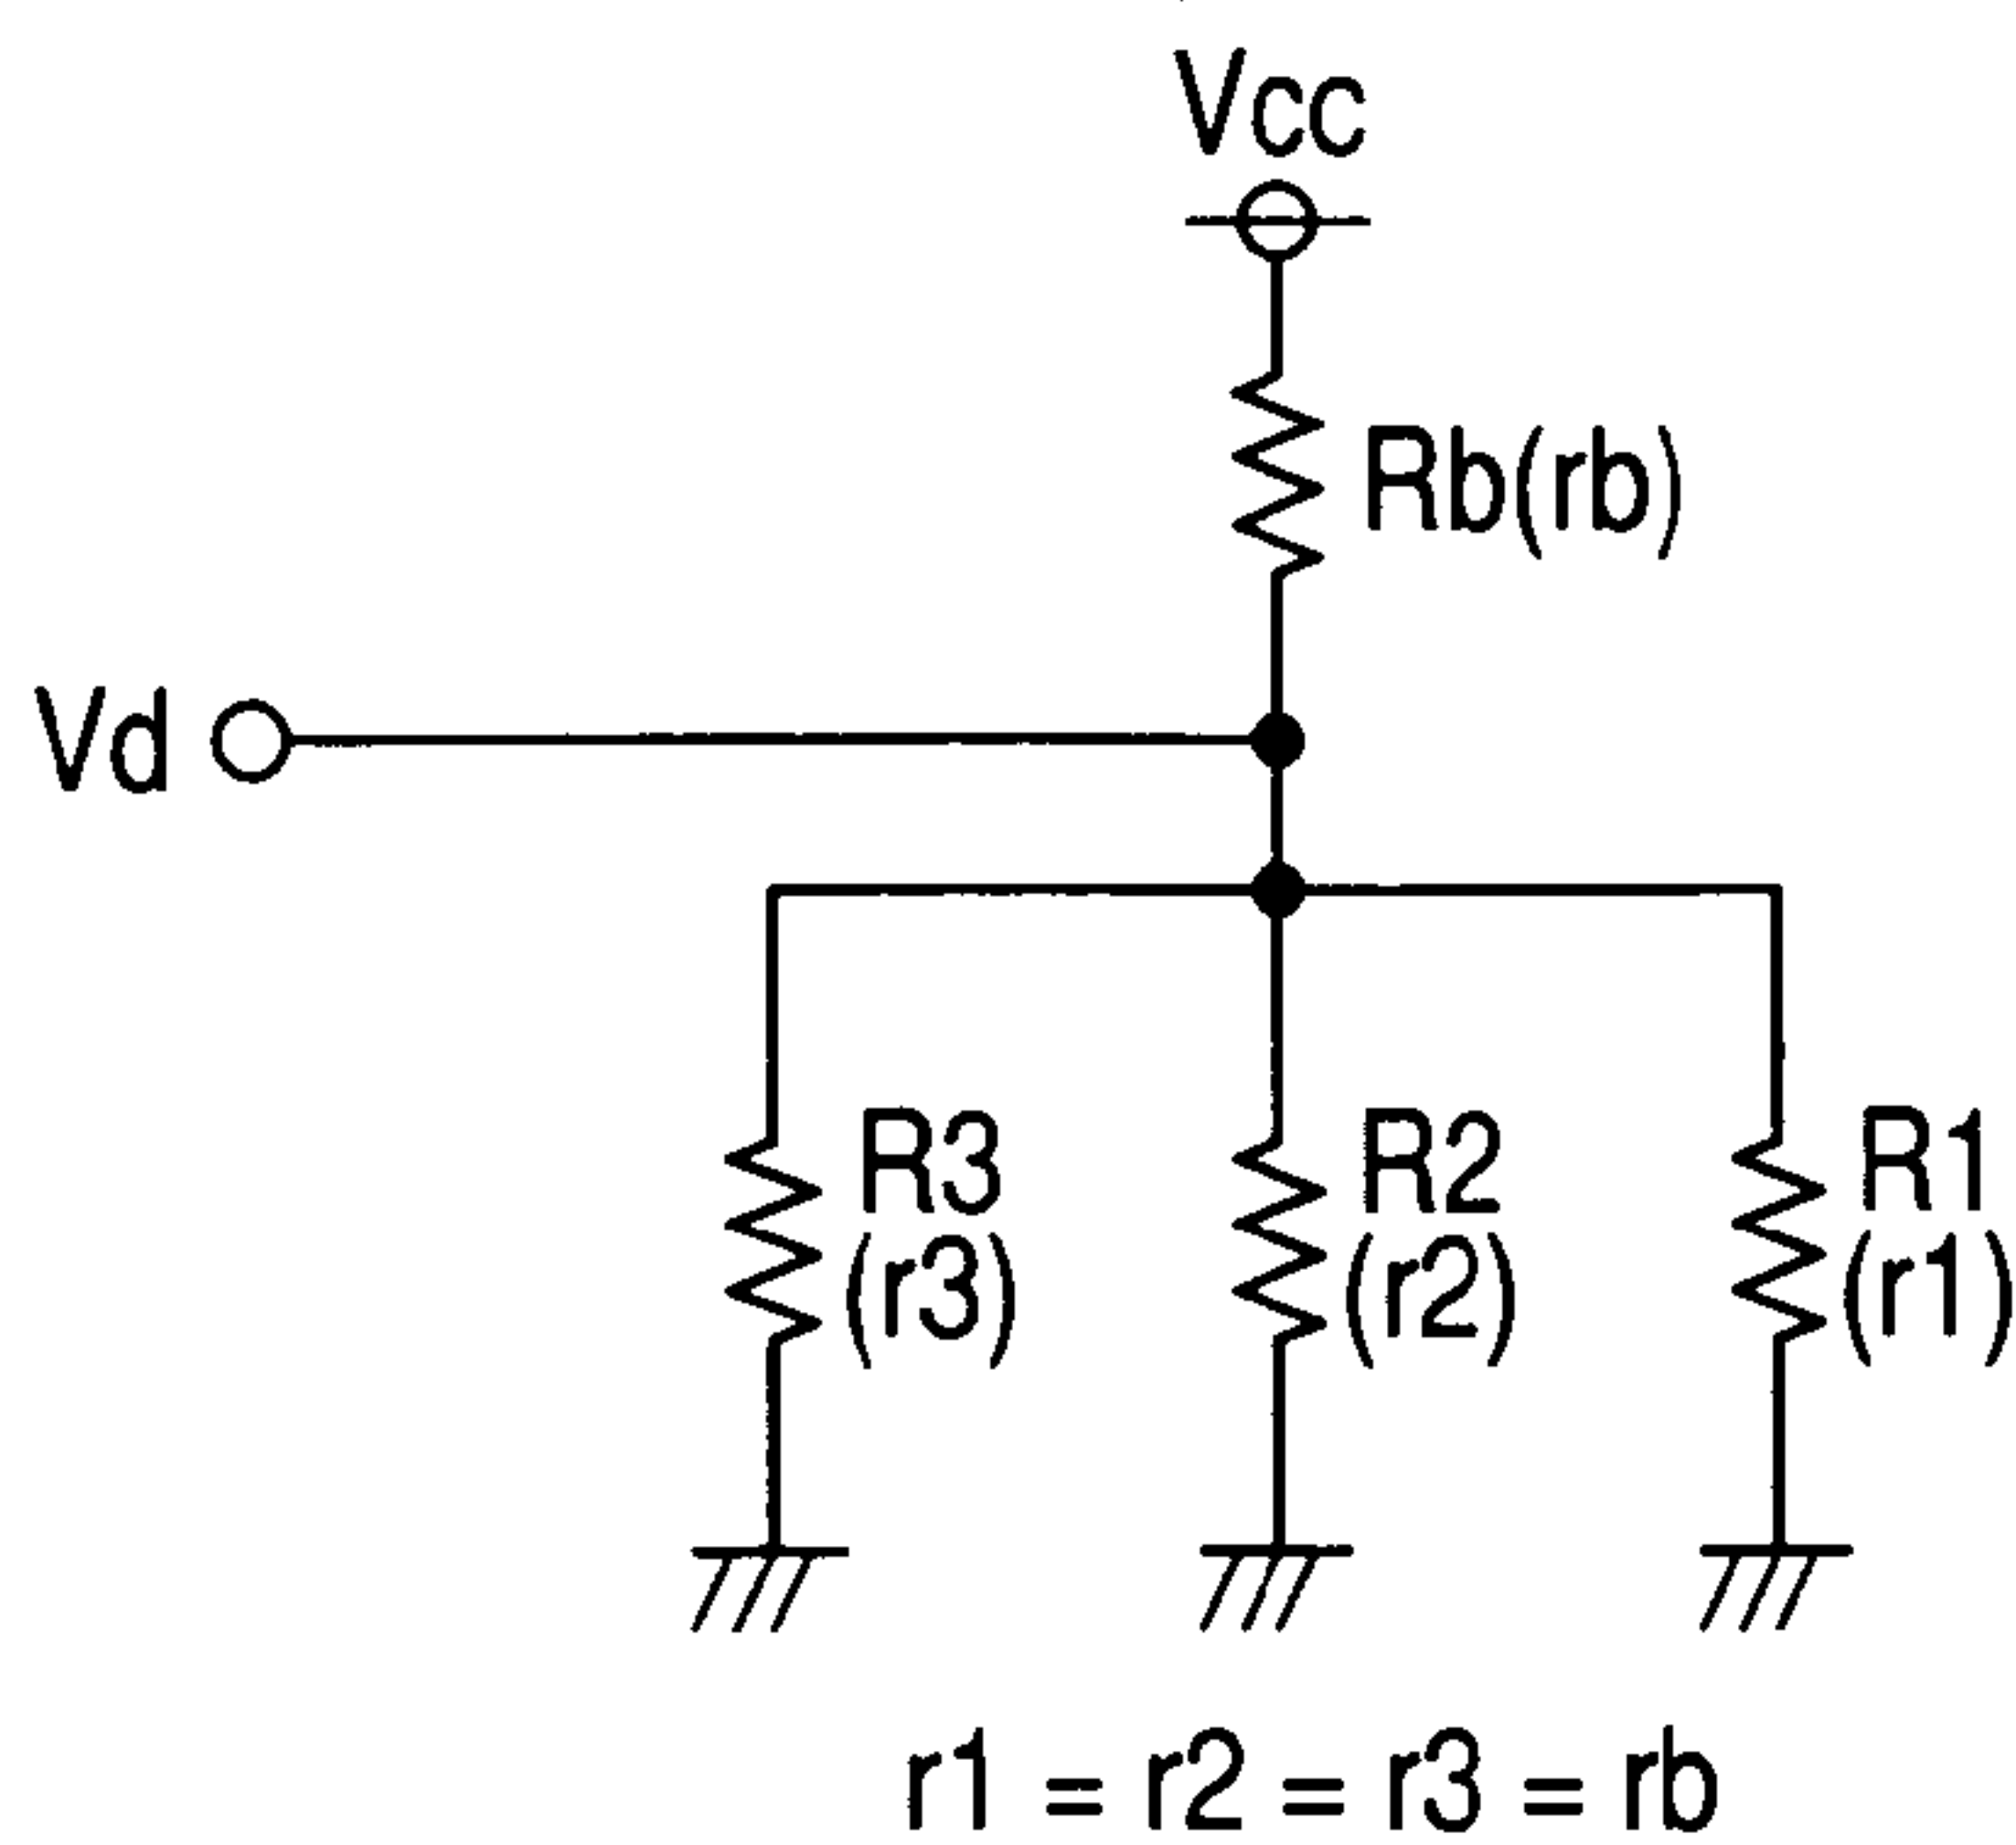 Vcc
Rb(rb)
Vd
R3
(r3)
R2
(r2)
R1
(r1)
r1 = r2 = r3 = rb